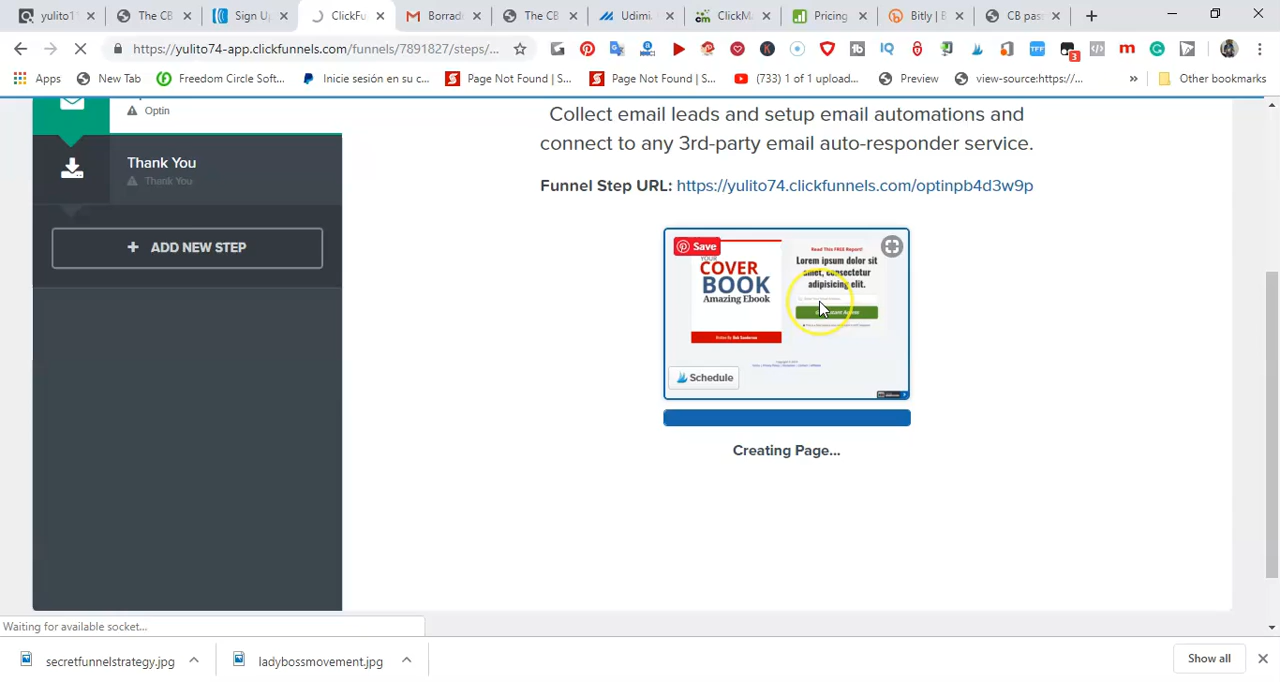 yulito11
The CB
Sign Up
ClickFu
Borrado
The CB
Udimi
ClickMa
Pricing
Bitly | B
CB pas
https://yulito74-app.clickfunnels.com/funnels/7891827/steps/...
Apps
New Tab
Freedom Circle Soft...
Inicie sesión en su c...
Page Not Found | S...
Page Not Found | S...
(733) 1 of 1 upload...
Preview
view-source:https://...
Other bookmarks
Optin
Thank You
Thank You
+ ADD NEW STEP
Collect email leads and setup email automations and
connect to any 3rd-party email auto-responder service.
Funnel Step URL: https://yulito74.clickfunnels.com/optinpb4d3w9p
Save
YOUR
COVER
BOOK
Amazing Ebook
Read This FREE Report!
Lorem ipsum dolor sit
amet, consectetur
adipisicing elit.
Schedule
Creating Page...
Waiting for available socket...
secretfunnelstrategy.jpg
ladybossmovement.jpg
Show all